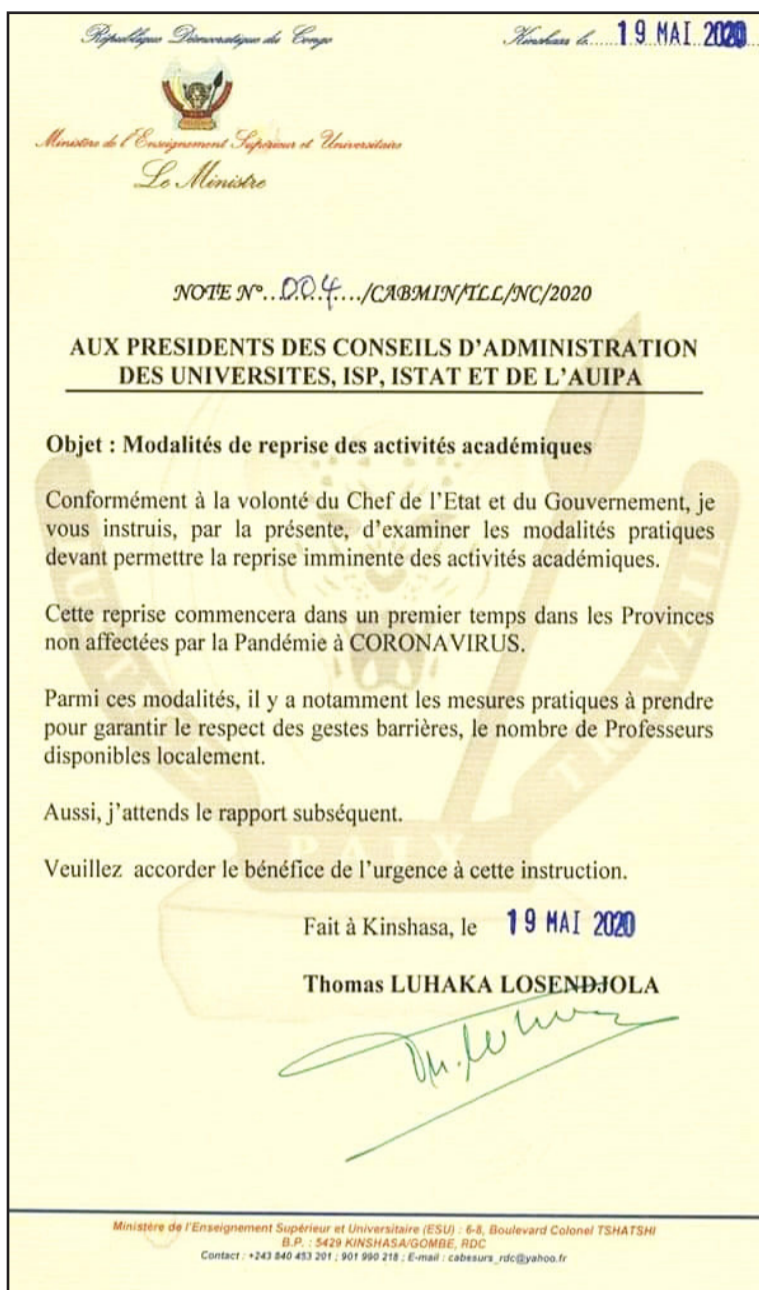 République Démocratique du Congo
Kinshasa le 19 MAI 2020
Ministère de l'Enseignement Supérieur et Universitaire
Le Ministre
NOTE N°...004..../CABMIN/TLL/NC/2020
AUX PRESIDENTS DES CONSEILS D'ADMINISTRATION
DES UNIVERSITES, ISP, ISTAT ET DE L'AUIPA
Objet : Modalités de reprise des activités académiques
Conformément à la volonté du Chef de l'Etat et du Gouvernement, je
vous instruis, par la présente, d'examiner les modalités pratiques
devant permettre la reprise imminente des activités académiques.
Cette reprise commencera dans un premier temps dans les Provinces
non affectées par la Pandémie à CORONAVIRUS.
Parmi ces modalités, il y a notamment les mesures pratiques à prendre
pour garantir le respect des gestes barrières, le nombre de Professeurs
disponibles localement.
Aussi, j'attends le rapport subséquent.
PAIX
Veuillez accorder le bénéfice de l'urgence à cette instruction.
Fait à Kinshasa, le 19 MAI 2020
Thomas LUHAKA LOSENDJOLA
Ministère de l'Enseignement Supérieur et Universitaire (ESU) : 6-8, Boulevard Colonel TSHATSHI
B.P. : 5429 KINSHASA/GOMBE, RDC
Contact : +243 840 453 201 ; 901 990 218 ; E-mail : cabesurs_rdc@yahoo.fr